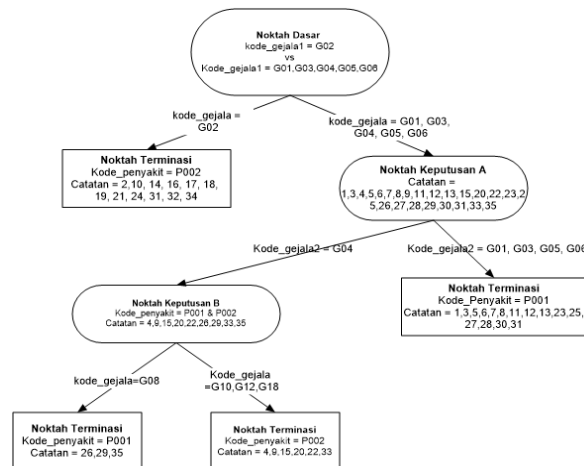 Noktah Dasar
kode_gejala1 = G02
vs
Kode_gejala1 = G01,G03,G04,G05,G06
kode_gejala =
G02
kode_gejala = G01, G03,
G04, G05, G06
Noktah Terminasi
Kode_penyakit = P002
Catatan = 2,10, 14, 16, 17, 18,
19, 21, 24, 31, 32, 34
Noktah Keputusan A
Catatan =
1,3,4,5,6,7,8,9,11,12,13,15,20,22,23,2
5,26,27,28,29,30,31,33,35
Kode_gejala2 = G04
Kode_gejala2 = G01, G03, G05, G06
Noktah Keputusan B
Kode_penyakit = P001 & P002
Catatan = 4,9,15,20,22,26,29,33,35
Noktah Terminasi
Kode_Penyakit = P001
Catatan = 1,3,5,6,7,8,11,12,13,23,25,
27,28,30,31
kode_gejala=G08
Kode_gejala
=G10,G12,G18
Noktah Terminasi
Kode_penyakit = P001
Catatan = 26,29,35
Noktah Terminasi
Kode_penyakit = P002
Catatan = 4,9,15,20,22,33